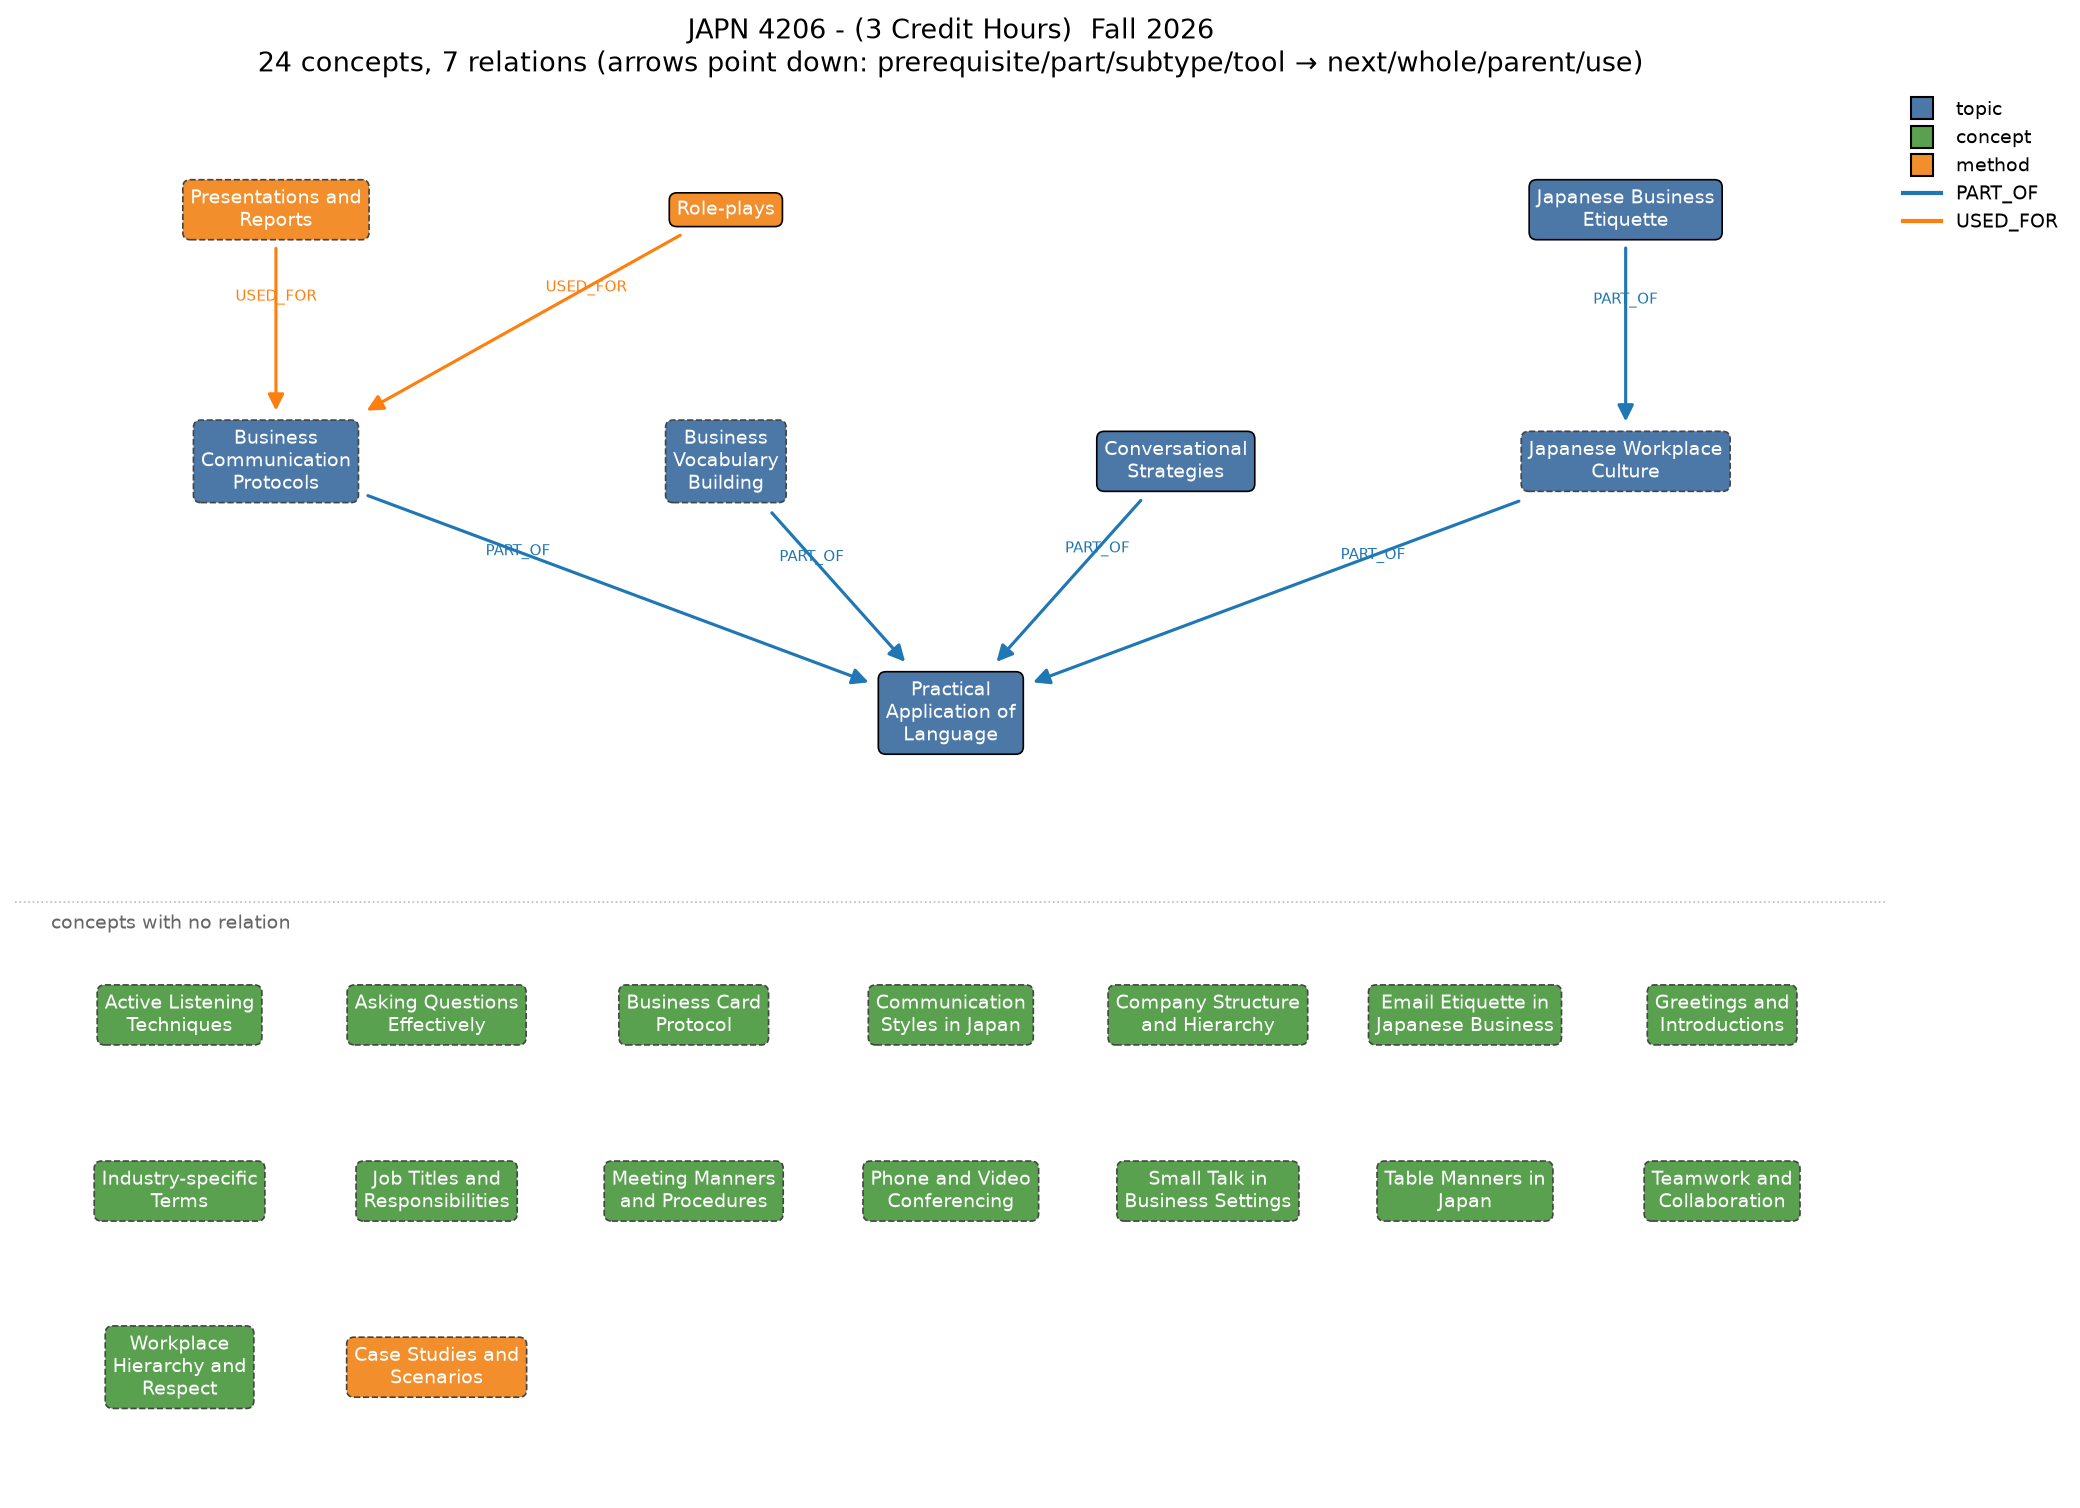 JAPN 4206 - (3 Credit Hours)  Fall 2026
24 concepts, 7 relations (arrows point down: prerequisite/part/subtype/tool → next/whole/parent/use)
topic
concept
method
PART_OF
USED_FOR
Presentations and
Reports
Role-plays
Japanese Business
Etiquette
USED_FOR
USED_FOR
PART_OF
Business
Communication
Protocols
Business
Vocabulary
Building
Conversational
Strategies
Japanese Workplace
Culture
PART_OF
PART_OF
PART_OF
PART_OF
Practical
Application of
Language
concepts with no relation
Active Listening
Techniques
Asking Questions
Effectively
Business Card
Protocol
Communication
Styles in Japan
Company Structure
and Hierarchy
Email Etiquette in
Japanese Business
Greetings and
Introductions
Industry-specific
Terms
Job Titles and
Responsibilities
Meeting Manners
and Procedures
Phone and Video
Conferencing
Small Talk in
Business Settings
Table Manners in
Japan
Teamwork and
Collaboration
Workplace
Hierarchy and
Respect
Case Studies and
Scenarios